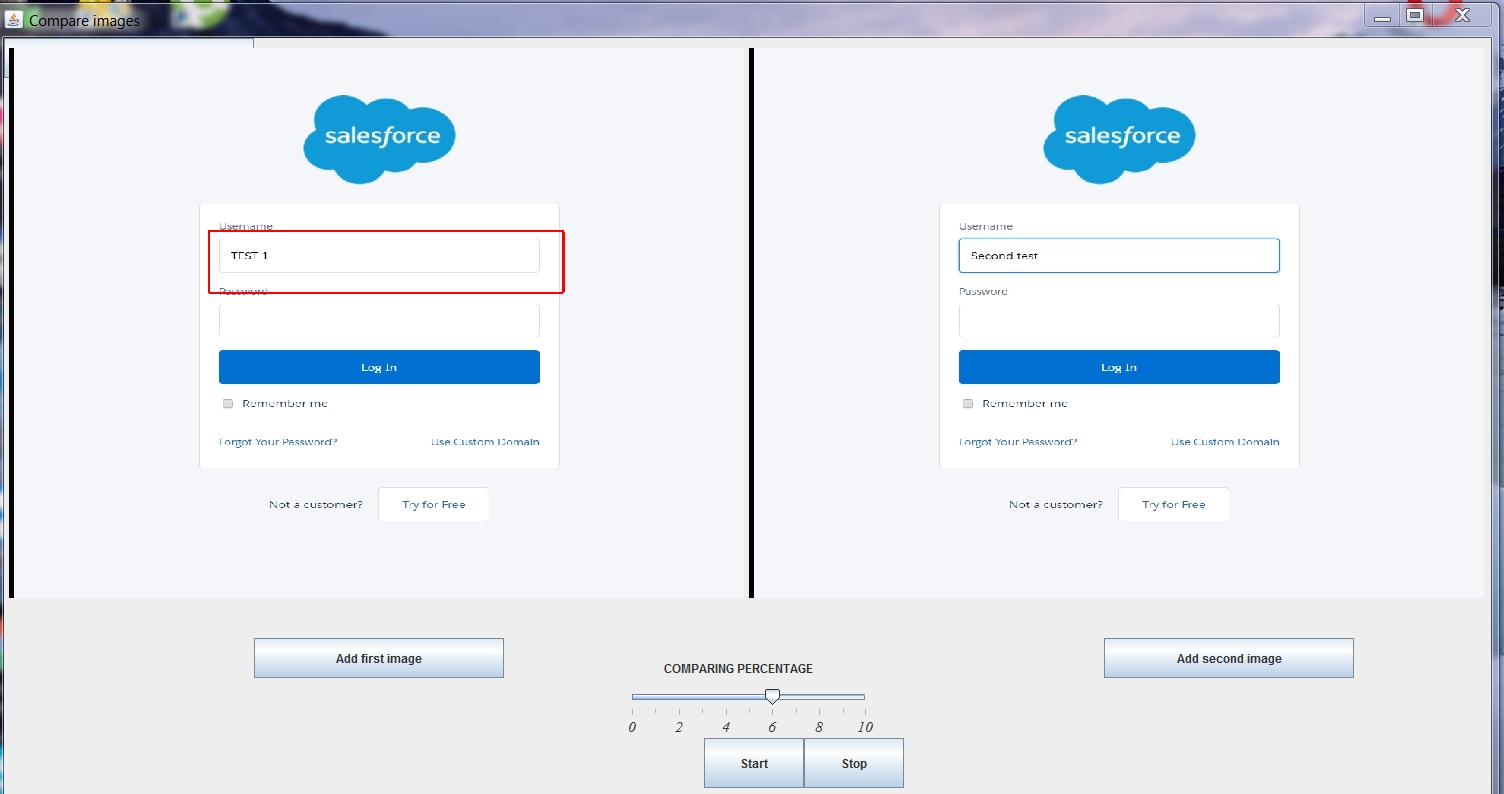 Compare images
salesforce
Username
TEST 1
Password
Log In
Remember me
Forgot Your Password? Use Custom Domain
Not a customer? Try for Free
salesforce
Username
Second test
Password
Log In
Remember me
Forgot Your Password? Use Custom Domain
Not a customer? Try for Free
Add first image
COMPARING PERCENTAGE
0 2 4 6 8 10
Start Stop
Add second image